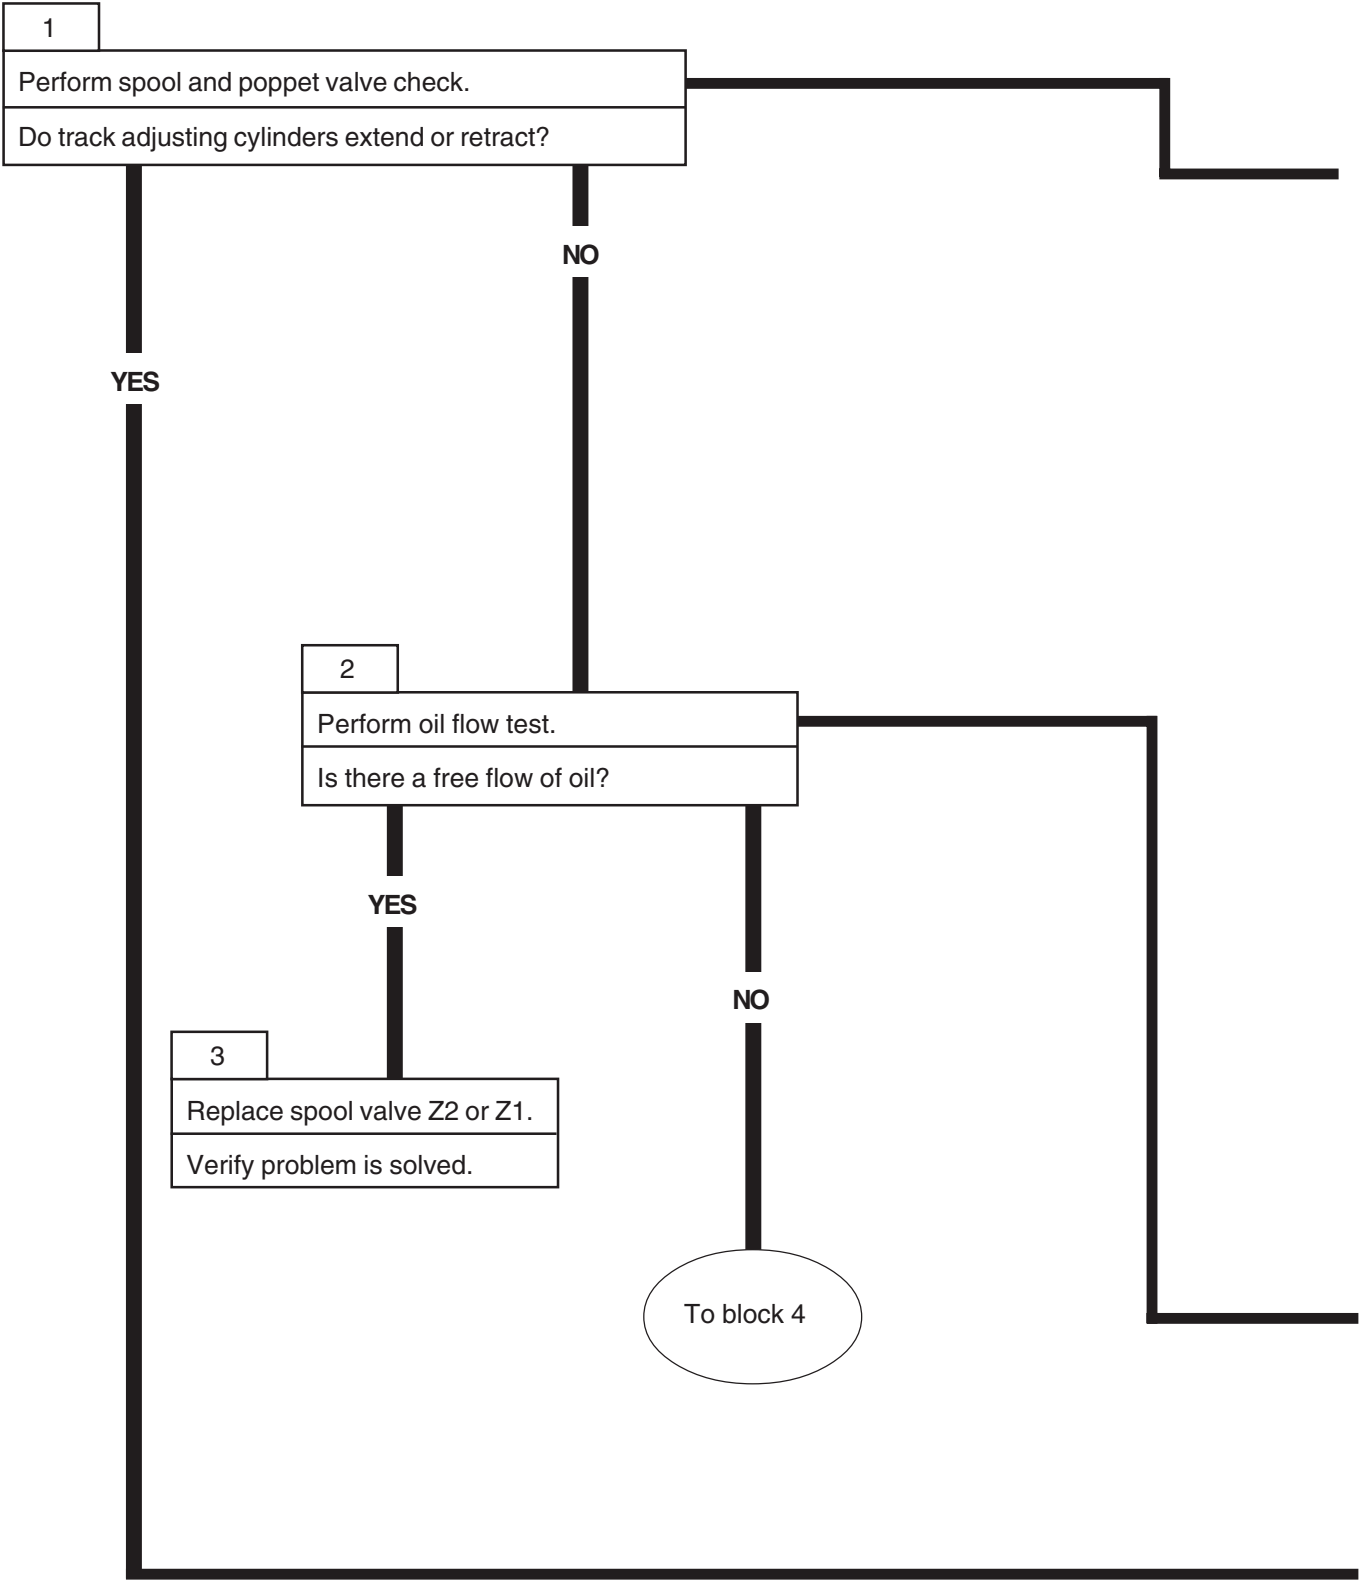 1
Perform spool and poppet valve check.
Do track adjusting cylinders extend or retract?
NO
YES
2
Perform oil flow test.
Is there a free flow of oil?
YES
NO
3
Replace spool valve Z2 or Z1.
Verify problem is solved.
To block 4